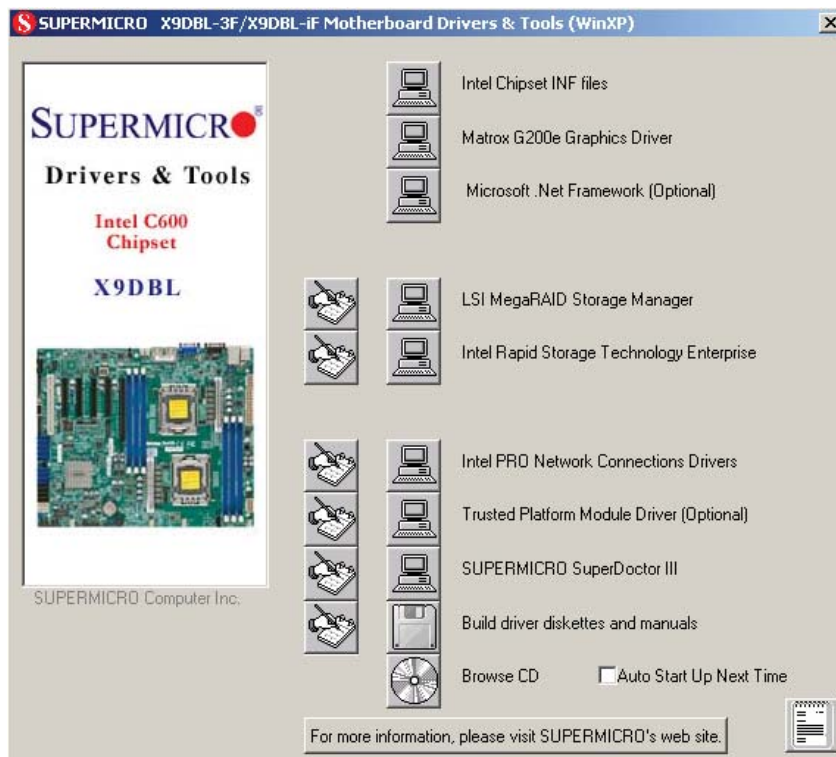 SUPERMICRO X9DBL-3F/X9DBL-iF Motherboard Drivers & Tools (WinXP)
SUPERMICRO®
Drivers & Tools
Intel C600
Chipset
X9DBL
SUPERMICRO Computer Inc.
Intel Chipset INF files
Matrox G200e Graphics Driver
Microsoft .Net Framework (Optional)
LSI MegaRAID Storage Manager
Intel Rapid Storage Technology Enterprise
Intel PRO Network Connections Drivers
Trusted Platform Module Driver (Optional)
SUPERMICRO SuperDoctor III
Build driver diskettes and manuals
Browse CD
Auto Start Up Next Time
For more information, please visit SUPERMICRO's web site.